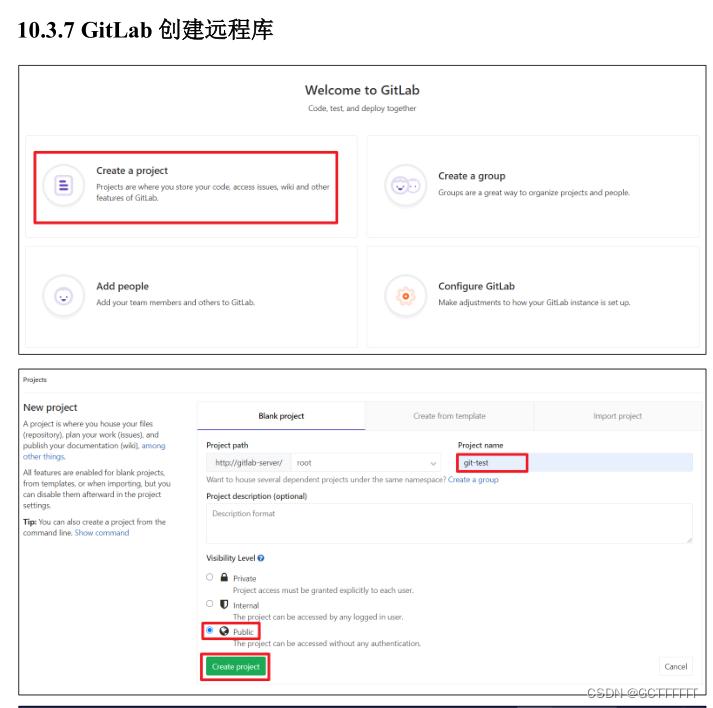 10.3.7 GitLab 创建远程库
Welcome to GitLab
Code, test, and deploy together
Create a project
Projects are where you store your code, access issues, wiki and other
features of GitLab.
Create a group
Groups are a great way to organize projects and people.
Add people
Add your team members and others to GitLab.
Configure GitLab
Make adjustments to how your GitLab instance is set up.
Projects
New project
A project is where you house your files
(repository), plan your work (issues), and
publish your documentation (wiki), among
other things.
All features are enabled for blank projects,
from templates, or when importing, but you
can disable them afterward in the project
settings.
Tip: You can also create a project from the
command line. Show command
Blank project
Create from template
Import project
Project path
Project name
http://gitlab-server/
root
git-test
Want to house several dependent projects under the same namespace? Create a group
Project description (optional)
Description format
Visibility Level
Private
Project access must be granted explicitly to each user.
Internal
The project can be accessed by any logged in user.
Public
The project can be accessed without any authentication.
Create project
Cancel